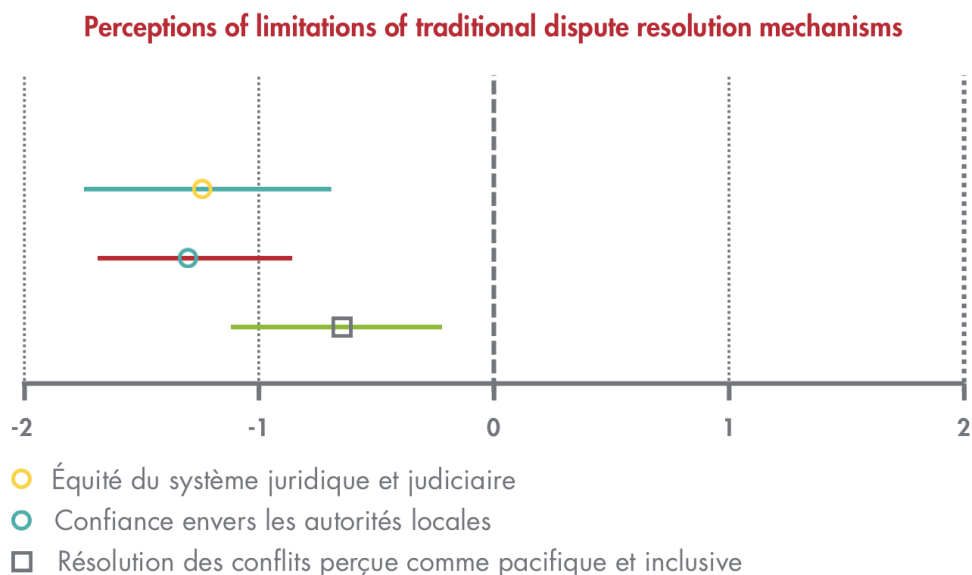 Perceptions of limitations of traditional dispute resolution mechanisms
-2 -1 0 1 2
Équité du système juridique et judiciaire
Confiance envers les autorités locales
Résolution des conflits perçue comme pacifique et inclusive